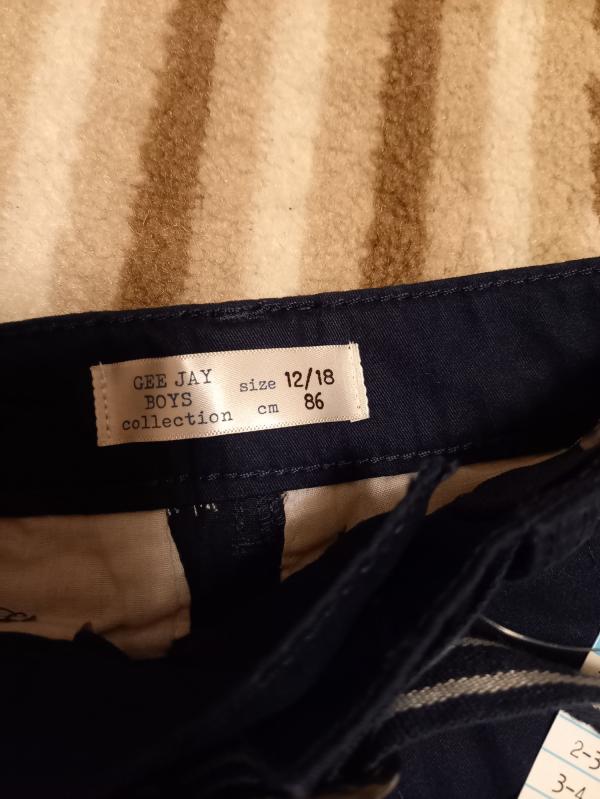 GEE JAY
BOYS
collection
size 12/18
cm 86
2-3
3-4